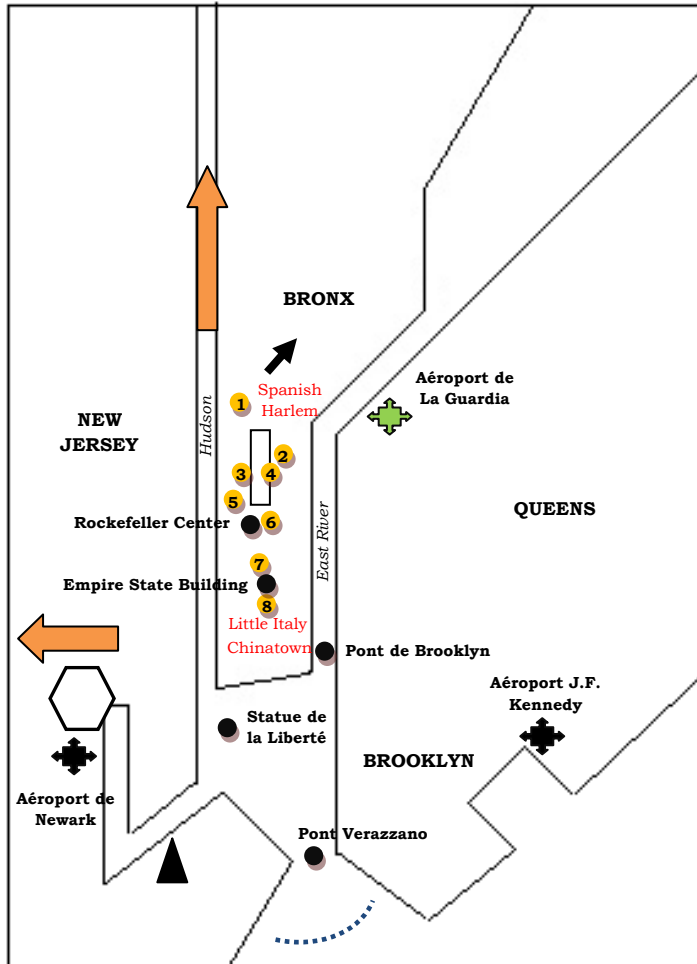 BRONX
Aéroport de
La Guardia
Spanish
Harlem
1
NEW
JERSEY
Hudson
2
3
4
5
QUEENS
Rockefeller Center
6
East River
7
Empire State Building
8
Little Italy
Chinatown
Pont de Brooklyn
Aéroport J.F.
Kennedy
Statue de
la Liberté
BROOKLYN
Aéroport de
Newark
Pont Verazzano